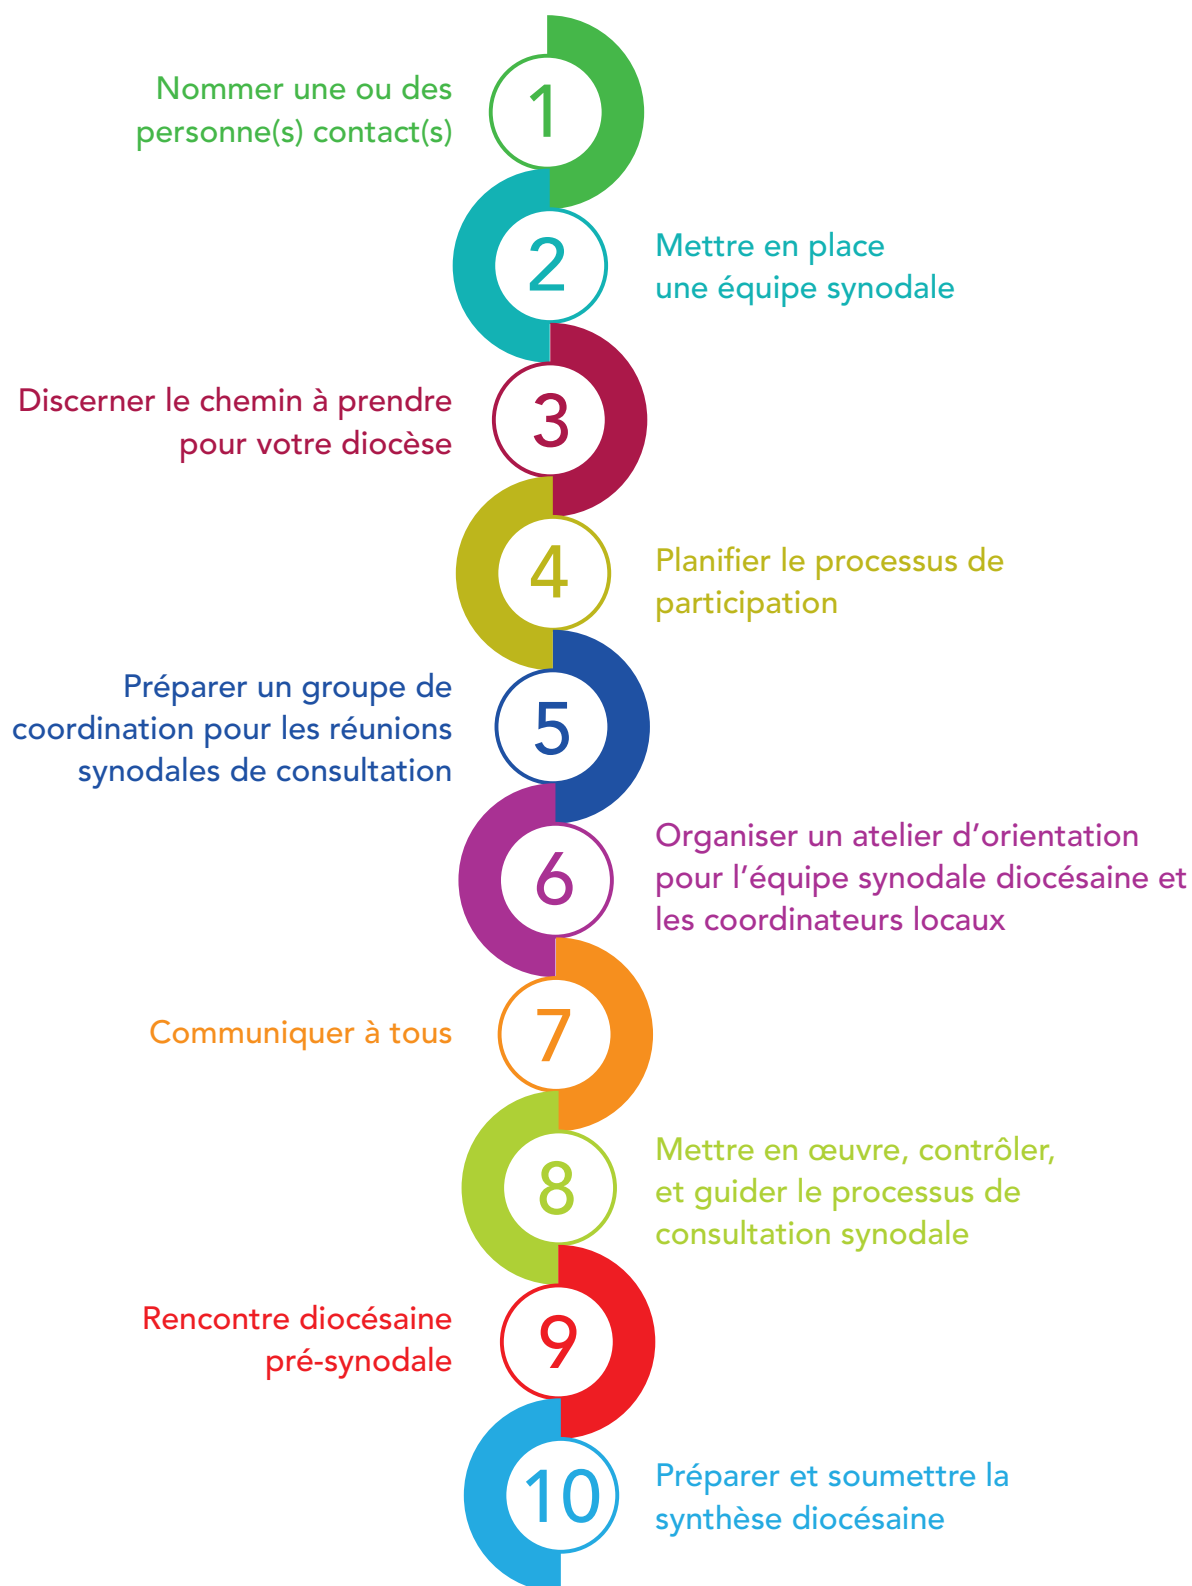 Nommer une ou des
personne(s) contact(s)
1
2
Mettre en place
une équipe synodale
Discerner le chemin à prendre
pour votre diocèse
3
4
Planifier le processus de
participation
Préparer un groupe de
coordination pour les réunions
synodales de consultation
5
6
Organiser un atelier d’orientation
pour l’équipe synodale diocésaine et
les coordinateurs locaux
Communiquer à tous
7
8
Mettre en œuvre, contrôler,
et guider le processus de
consultation synodale
Rencontre diocésaine
pré-synodale
9
10
Préparer et soumettre la
synthèse diocésaine